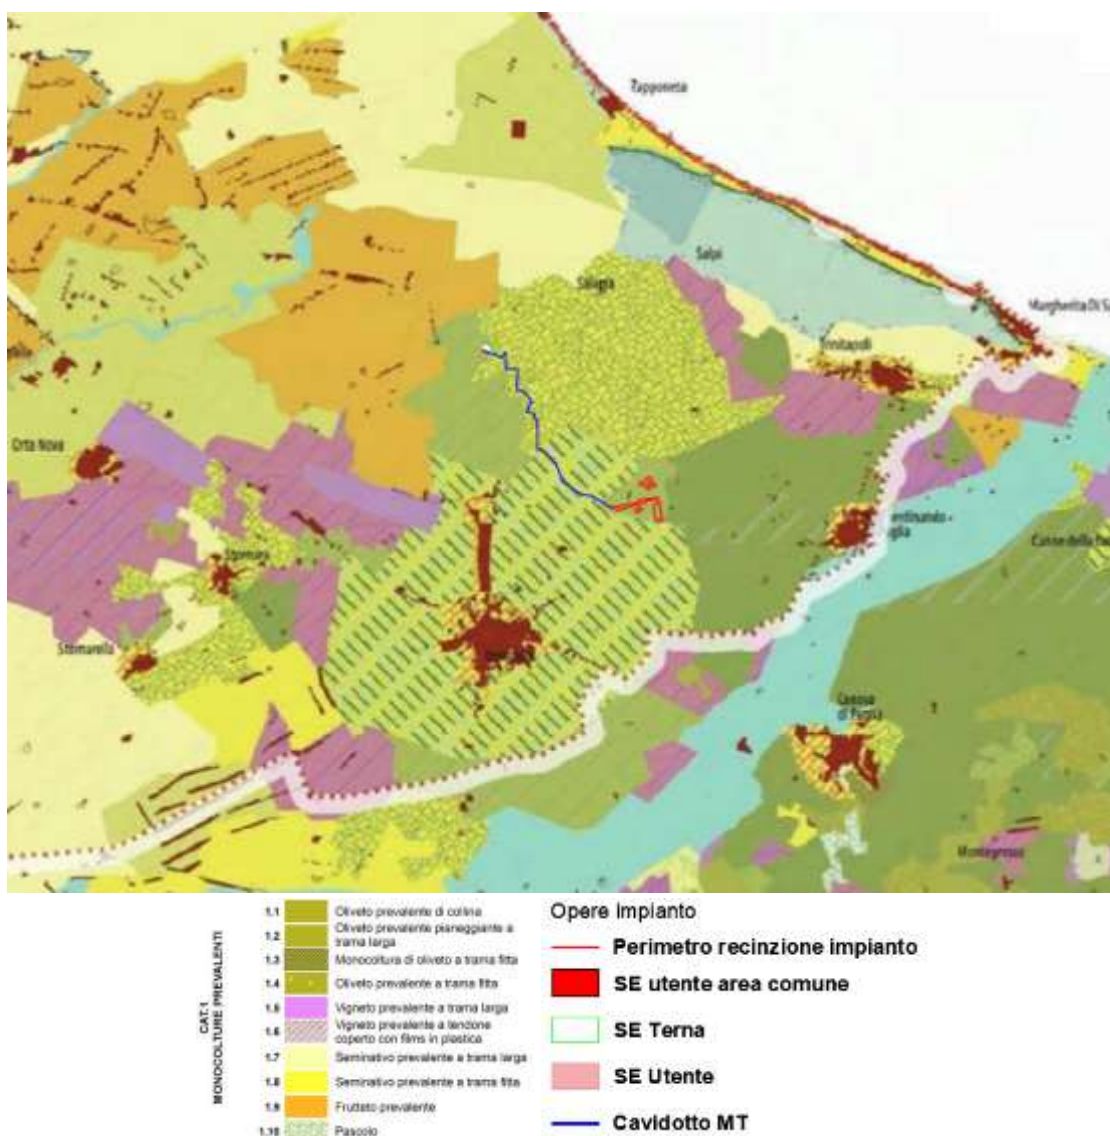 Zapponeta
Salpi
Salagia
Margherita Di S
Trinitapoli
Orta Nova
Stornara
Stornarella
Canosa
di Puglia
Montegrosso
CAT.1
MONOCOLTURE PREVALENTI
1.1 Oliveto prevalente di collina
1.2 Oliveto prevalente pianeggiante a
trama larga
1.3 Monocoltura di oliveto a trama fitta
1.4 Oliveto prevalente a trama fitta
1.5 Vigneto prevalente a trama larga
1.6 Vigneto prevalente a tendone
coperto con films in plastica
1.7 Seminativo prevalente a trama larga
1.8 Seminativo prevalente a trama fitta
1.9 Frutteto prevalente
1.10 Pascolo
Opere Impianto
Perimetro recinzione impianto
SE utente area comune
SE Terna
SE Utente
Cavidotto MT